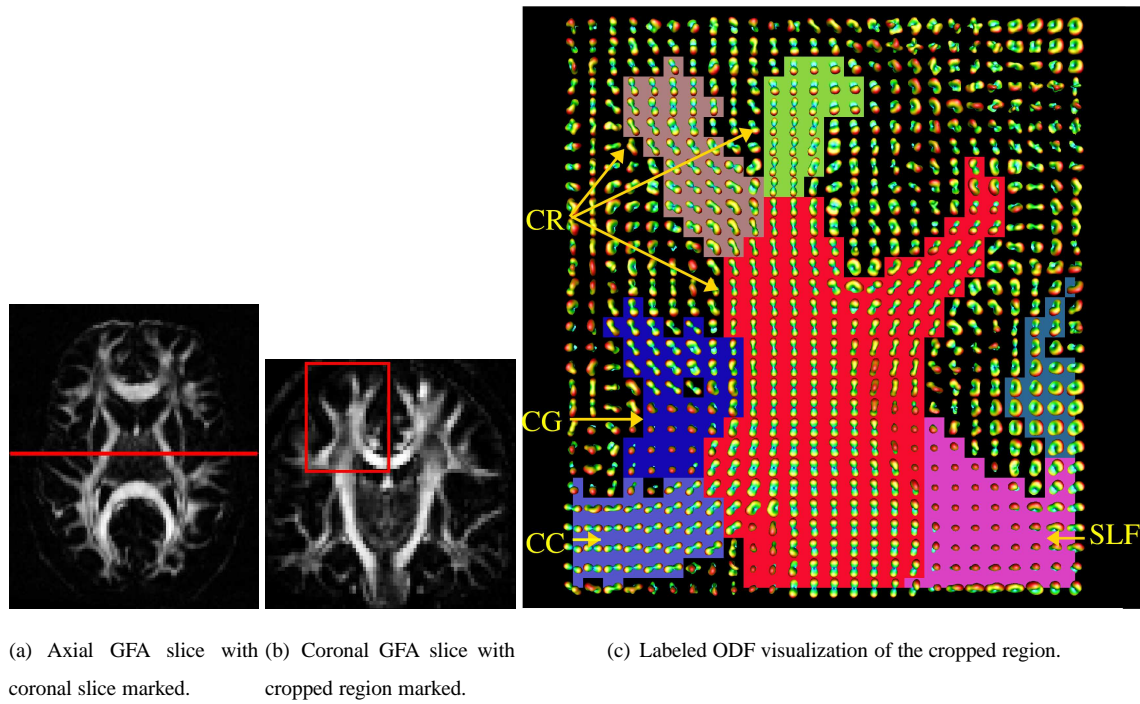 CR
CG
CC
SLF
(a) Axial GFA slice with
coronal slice marked.
(b) Coronal GFA slice with
cropped region marked.
(c) Labeled ODF visualization of the cropped region.